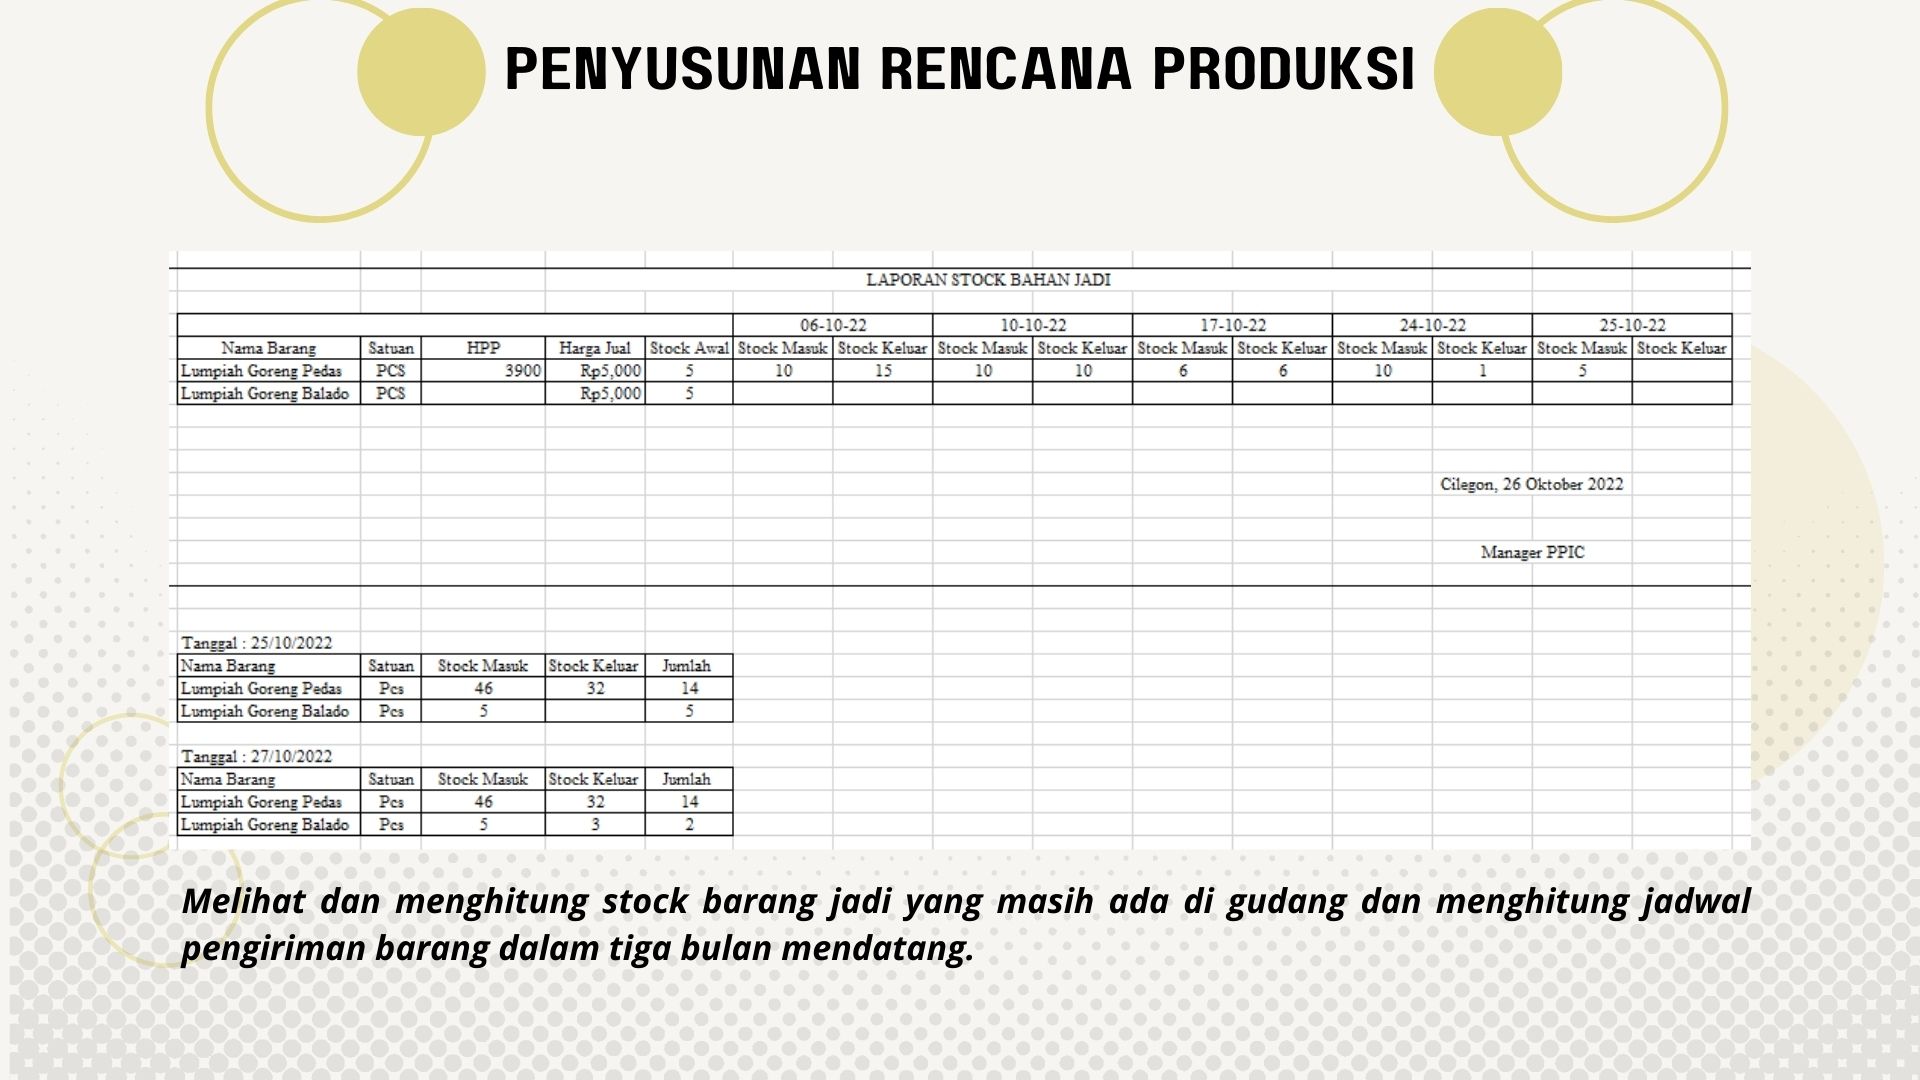 PENYUSUNAN RENCANA PRODUKSI
LAPORAN STOCK BAHAN JADI
06-10-22 10-10-22 17-10-22 24-10-22 25-10-22
Nama Barang Satuan HPP Harga Jual Stock Awal Stock Masuk Stock Keluar Stock Masuk Stock Keluar Stock Masuk Stock Keluar Stock Masuk Stock Keluar Stock Masuk Stock Keluar
Lumpiah Goreng Pedas PCS 3900 Rp5,000 5 10 15 10 10 6 6 10 1 5
Lumpiah Goreng Balado PCS Rp5,000 5
Cilegon, 26 Oktober 2022
Manager PPIC
Tanggal : 25/10/2022
Nama Barang Satuan Stock Masuk Stock Keluar Jumlah
Lumpiah Goreng Pedas Pcs 46 32 14
Lumpiah Goreng Balado Pcs 5 5
Tanggal : 27/10/2022
Nama Barang Satuan Stock Masuk Stock Keluar Jumlah
Lumpiah Goreng Pedas Pcs 46 32 14
Lumpiah Goreng Balado Pcs 5 3 2
Melihat dan menghitung stock barang jadi yang masih ada di gudang dan menghitung jadwal
pengiriman barang dalam tiga bulan mendatang.